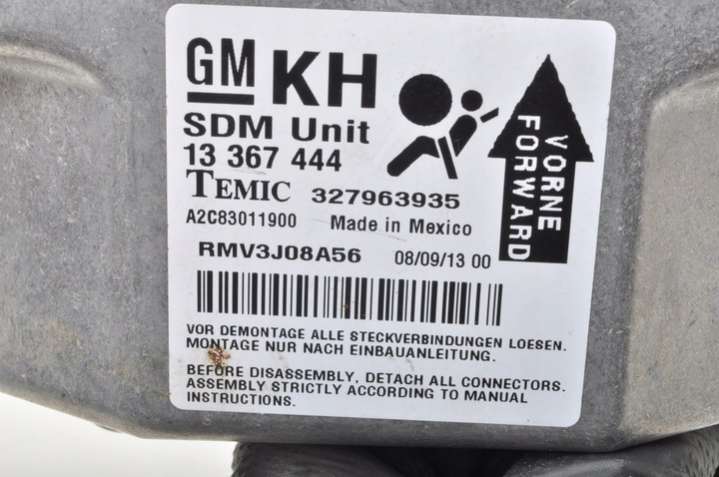 GM KH
SDM Unit
13 367 444
TEMIC 327963935
A2C83011900 Made in Mexico
RMV3J08A56 08/09/13 00
VORNE
FORWARD
VOR DEMONTAGE ALLE STECKVERBINDUNGEN LOESEN.
MONTAGE NUR NACH EINBAUANLEITUNG.
BEFORE DISASSEMBLY, DETACH ALL CONNECTORS.
ASSEMBLY STRICTLY ACCORDING TO MANUAL
INSTRUCTIONS.